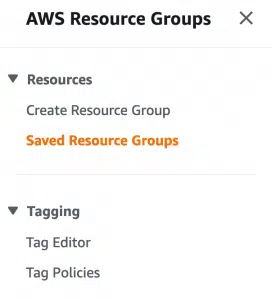 AWS Resource Groups
Resources
Create Resource Group
Saved Resource Groups
Tagging
Tag Editor
Tag Policies